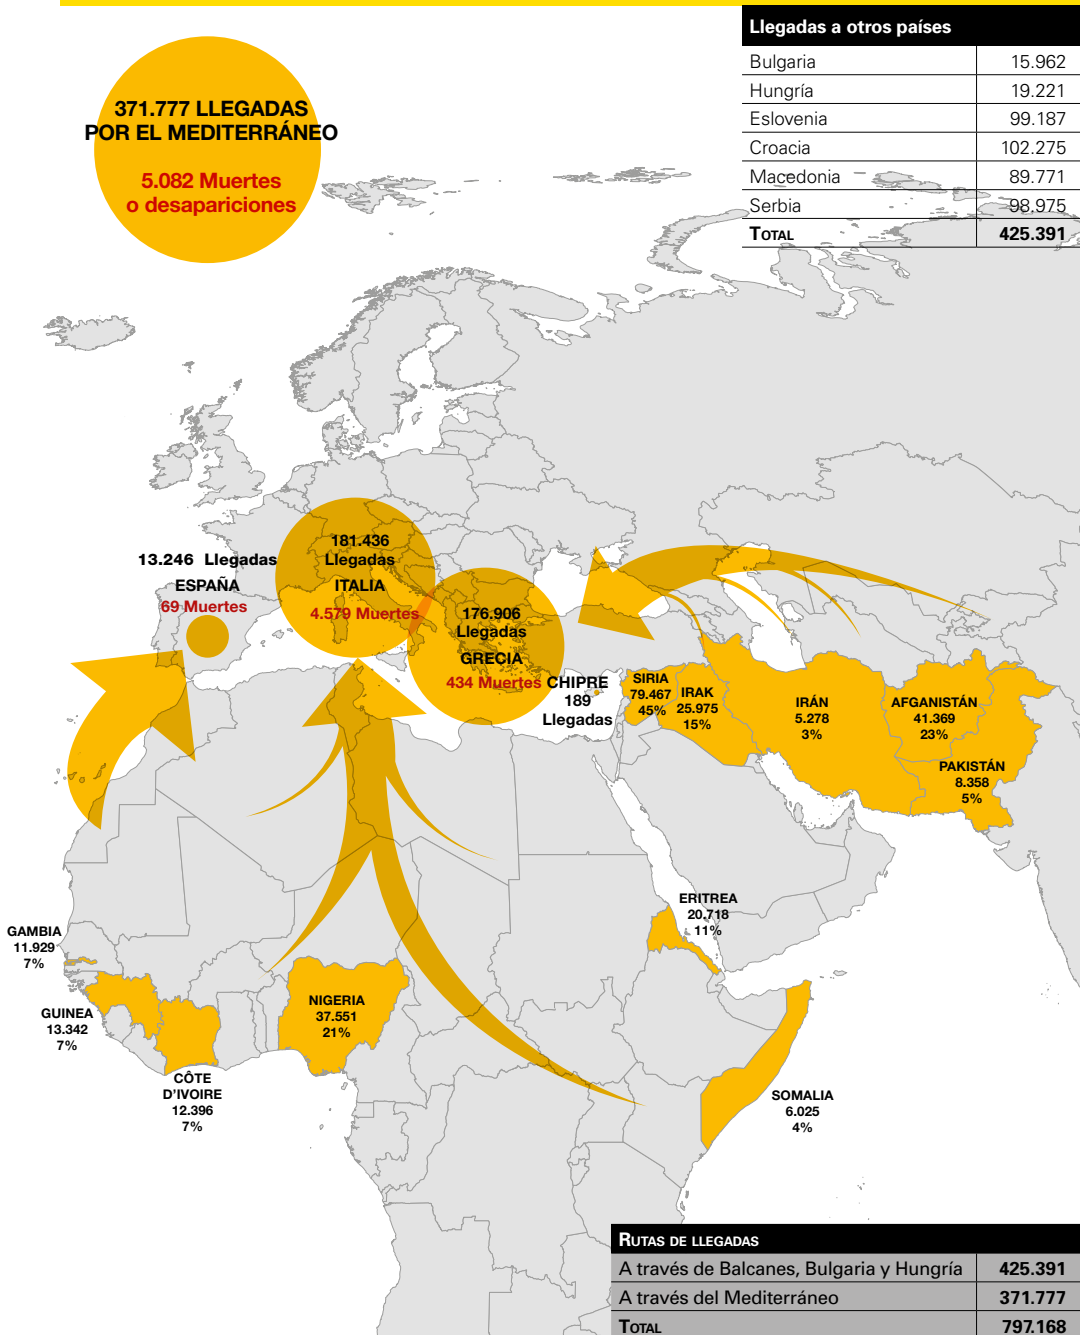 Llegadas a otros países
Bulgaria 15.962
Hungría 19.221
Eslovenia 99.187
Croacia 102.275
Macedonia 89.771
Serbia 98.975
TOTAL 425.391
371.777 LLEGADAS
POR EL MEDITERRÁNEO
5.082 Muertes
o desapariciones
13.246 Llegadas
ESPAÑA
69 Muertes
181.436
Llegadas
ITALIA
4.579 Muertes
176.906
Llegadas
GRECIA
434 Muertes
CHIPRE
189
Llegadas
SIRIA
79.467
45%
IRAK
25.975
15%
IRÁN
5.278
3%
AFGANISTÁN
41.369
23%
PAKISTÁN
8.358
5%
ERITREA
20.718
11%
GAMBIA
11.929
7%
GUINEA
13.342
7%
CÔTE
D'IVOIRE
12.396
7%
NIGERIA
37.551
21%
SOMALIA
6.025
4%
RUTAS DE LLEGADAS
A través de Balcanes, Bulgaria y Hungría 425.391
A través del Mediterráneo 371.777
TOTAL 797.168